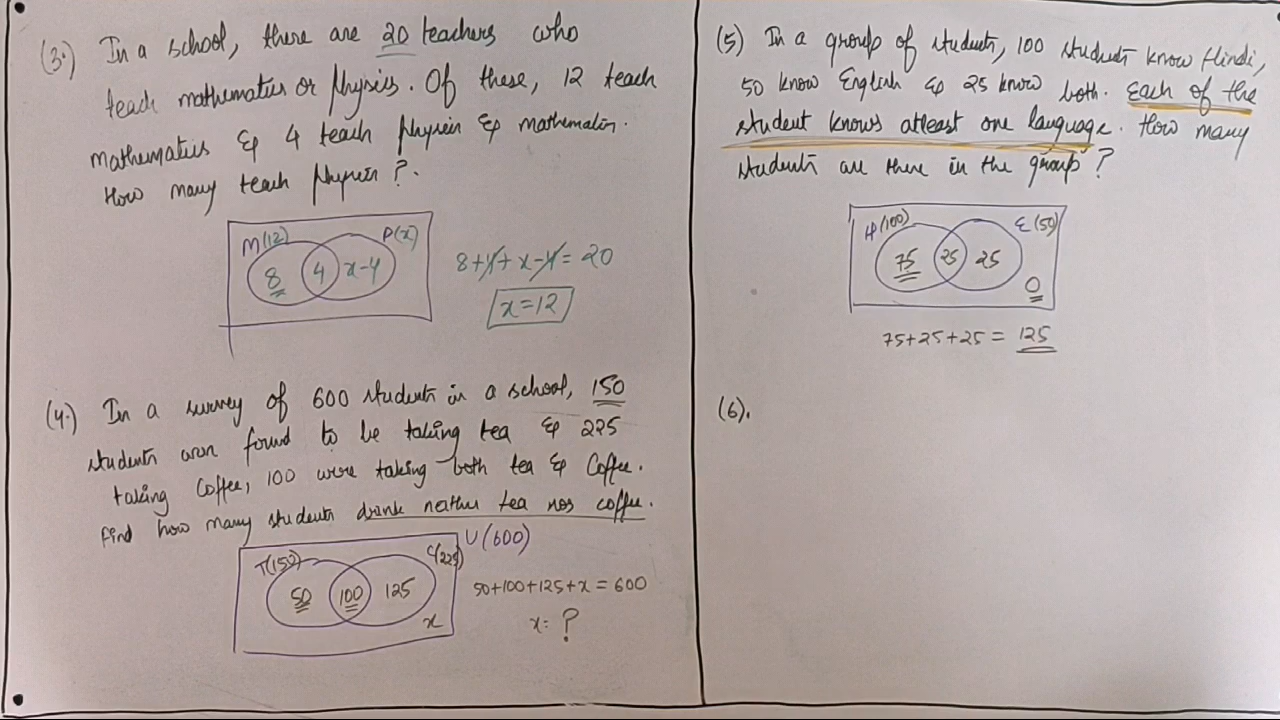 (3.) In a school, there are 20 teachers who
teach mathematics or Physics. Of these, 12 teach
mathematics & 4 teach physics & mathematics.
How many teach physics?.
M(12) P(x)
8 4 x-4
8+4+x-4=20
x=12
(4.) In a survey of 600 students in a school, 150
students were found to be taking tea & 225
taking Coffee, 100 were taking both tea & Coffee.
find how many students drink neither tea nor coffee.
U(600)
T(150) C(225)
50 100 125
x
50+100+125+x=600
x= ?
(5) In a group of students, 100 students know Hindi,
50 know English & 25 know both. Each of the
student knows atleast one language. How many
students are there in the group?
H(100) E(50)
75 25 25
0
75+25+25= 125
(6).